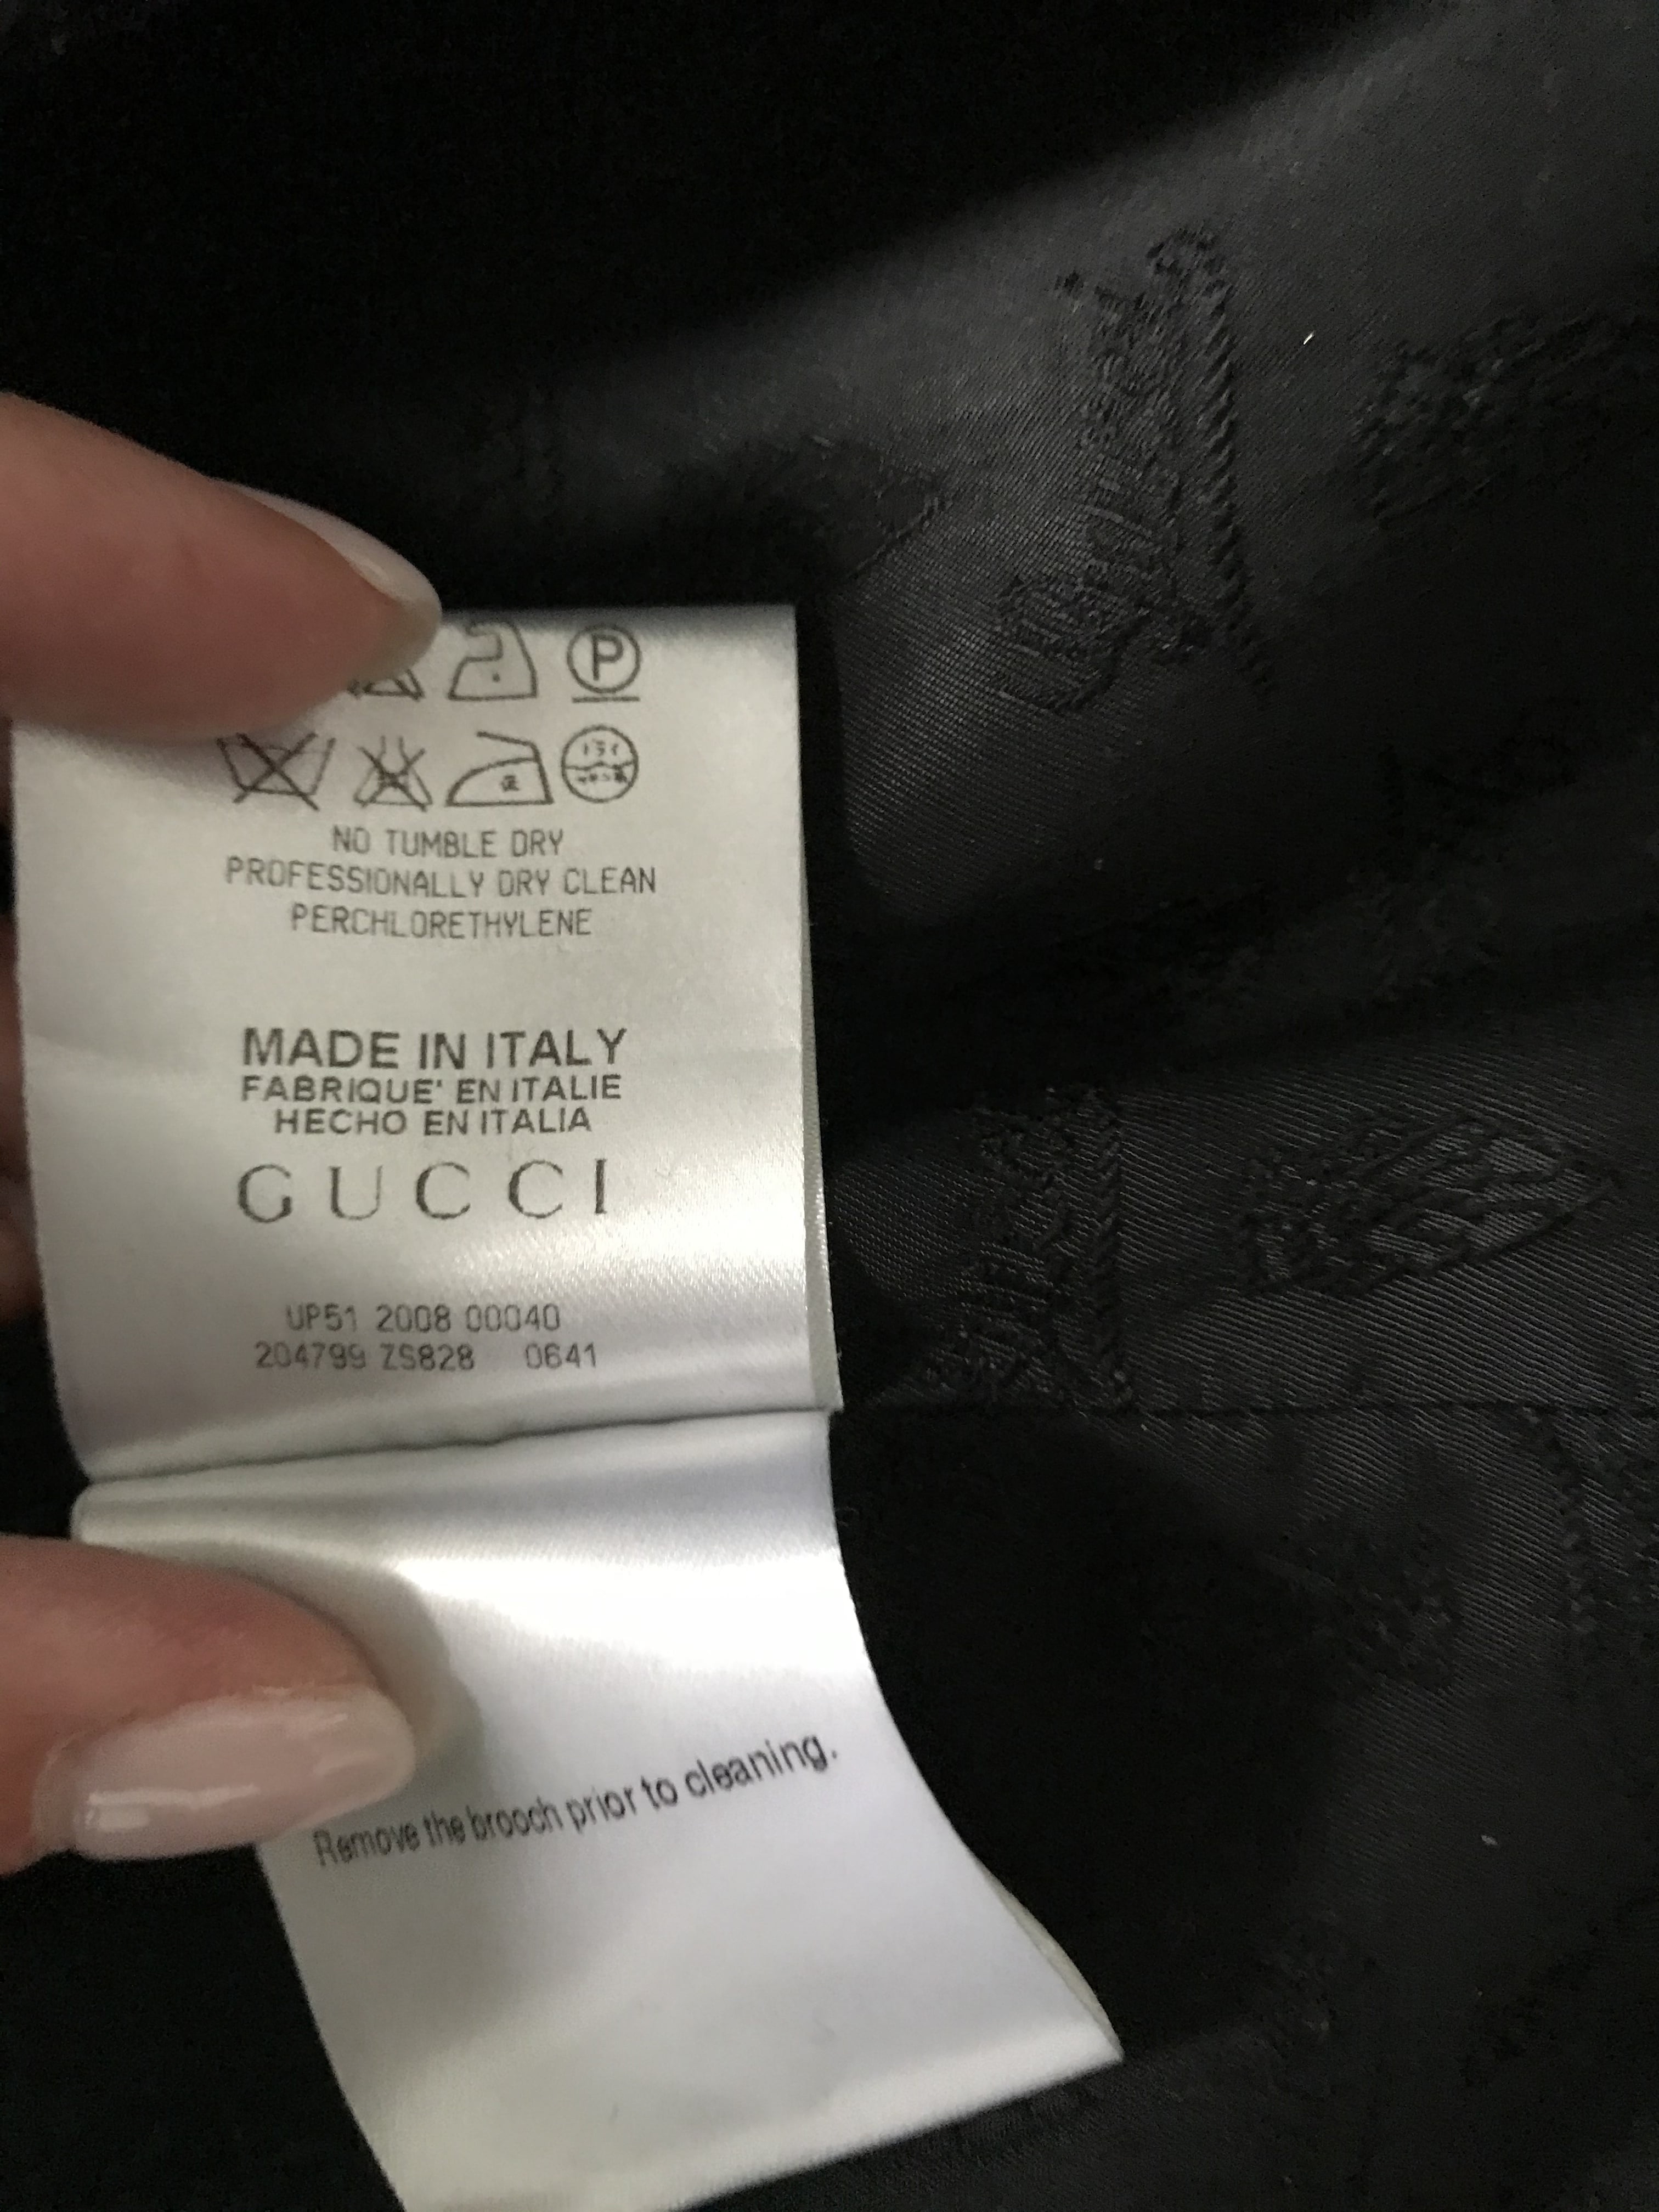 P
NO TUMBLE DRY
PROFESSIONALLY DRY CLEAN
PERCHLORETHYLENE
MADE IN ITALY
FABRIQUE' EN ITALIE
HECHO EN ITALIA
GUCCI
UP51 2008 00040
204799 ZS828 0641
Remove the brooch prior to cleaning.